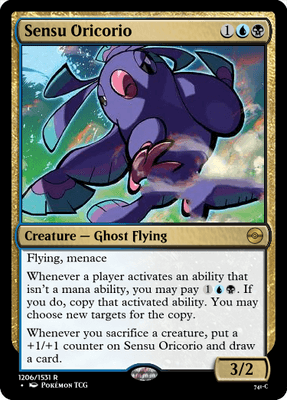 Sensu Oricorio 1
Creature — Ghost Flying
Flying, menace
Whenever a player activates an ability that
isn't a mana ability, you may pay 1. If
you do, copy that activated ability. You may
choose new targets for the copy.
Whenever you sacrifice a creature, put a
+1/+1 counter on Sensu Oricorio and draw
a card.
3/2
1206/1531 R
• Pokémon TCG
741-C